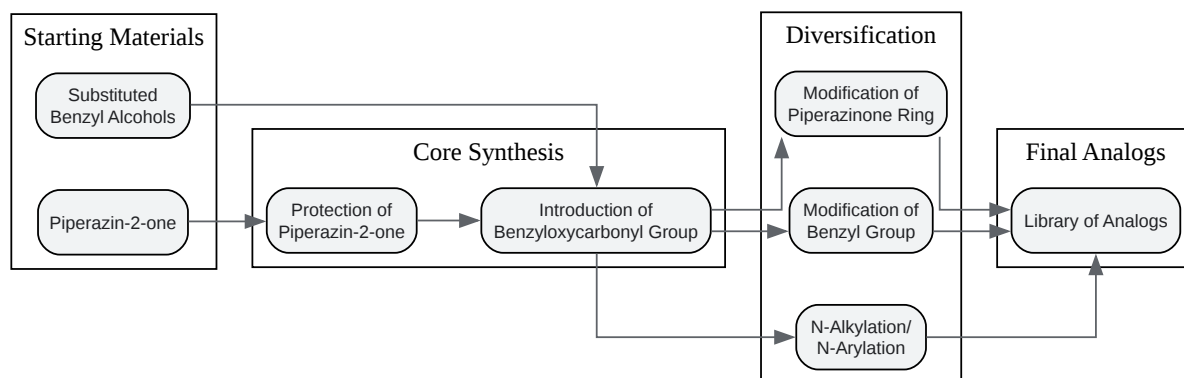 Starting Materials
Substituted
Benzyl Alcohols
Piperazin-2-one
Core Synthesis
Protection of
Piperazin-2-one
Introduction of
Benzyloxycarbonyl Group
Diversification
Modification of
Piperazinone Ring
Modification of
Benzyl Group
N-Alkylation/
N-Arylation
Final Analogs
Library of Analogs